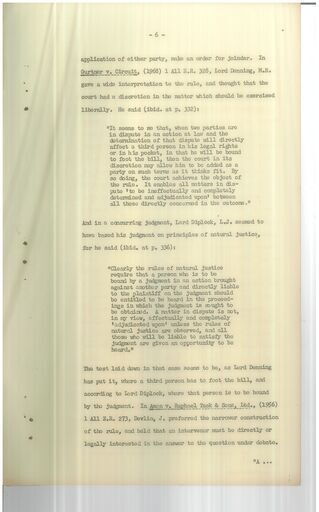 - 6 -
application of either party, make an order for joinder. In
Gurtner v. Circuit, (1968) 1 All E.R. 328, Lord Denning, M.R.
gave a wide interpretation to the rule, and thought that the
court had a discretion in the matter which should be exercised
liberally. He said (ibid. at p. 332):
"It seems to me that, when two parties are
in dispute in an action at law and the
determination of that dispute will directly
affect a third person in his legal rights
or in his pocket, in that he will be bound
to foot the bill, then the court in its
discretion may allow him to be added as a
party on such terms as it thinks fit. By
so doing, the court achieves the object of
the rule. It enables all matters in dis-
pute 'to be ineffectually and completely
determined and adjudicated upon' between
all those directly concerned in the outcome."
And in a concurring judgment, Lord Diplock, L.J. seemed to
have based his judgment on principles of natural justice,
for he said (ibid. at p. 336):
"Clearly the rules of natural justice
require that a person who is to be
bound by a judgment in an action brought
against another party and directly liable
to the plaintiff on the judgment should
be entitled to be heard in the proceed-
ings in which the judgment is sought to
be obtained. A matter in dispute is not,
in my view, effectually and completely
'adjudicated upon' unless the rules of
natural justice are observed, and all
those who will be liable to satisfy the
judgment are given an opportunity to be
heard."
The test laid down in that case seems to be, as Lord Denning
has put it, where a third person has to foot the bill, and
according to Lord Diplock, where that person is to be bound
by the judgment. In Amon v. Raphael Tuck & Sons, Ltd., (1956)
1 All E.R. 273, Devlin, J. preferred the narrower construction
of the rule, and held that an intervener must be directly or
legally interested in the answer to the question under debate.
"A ...